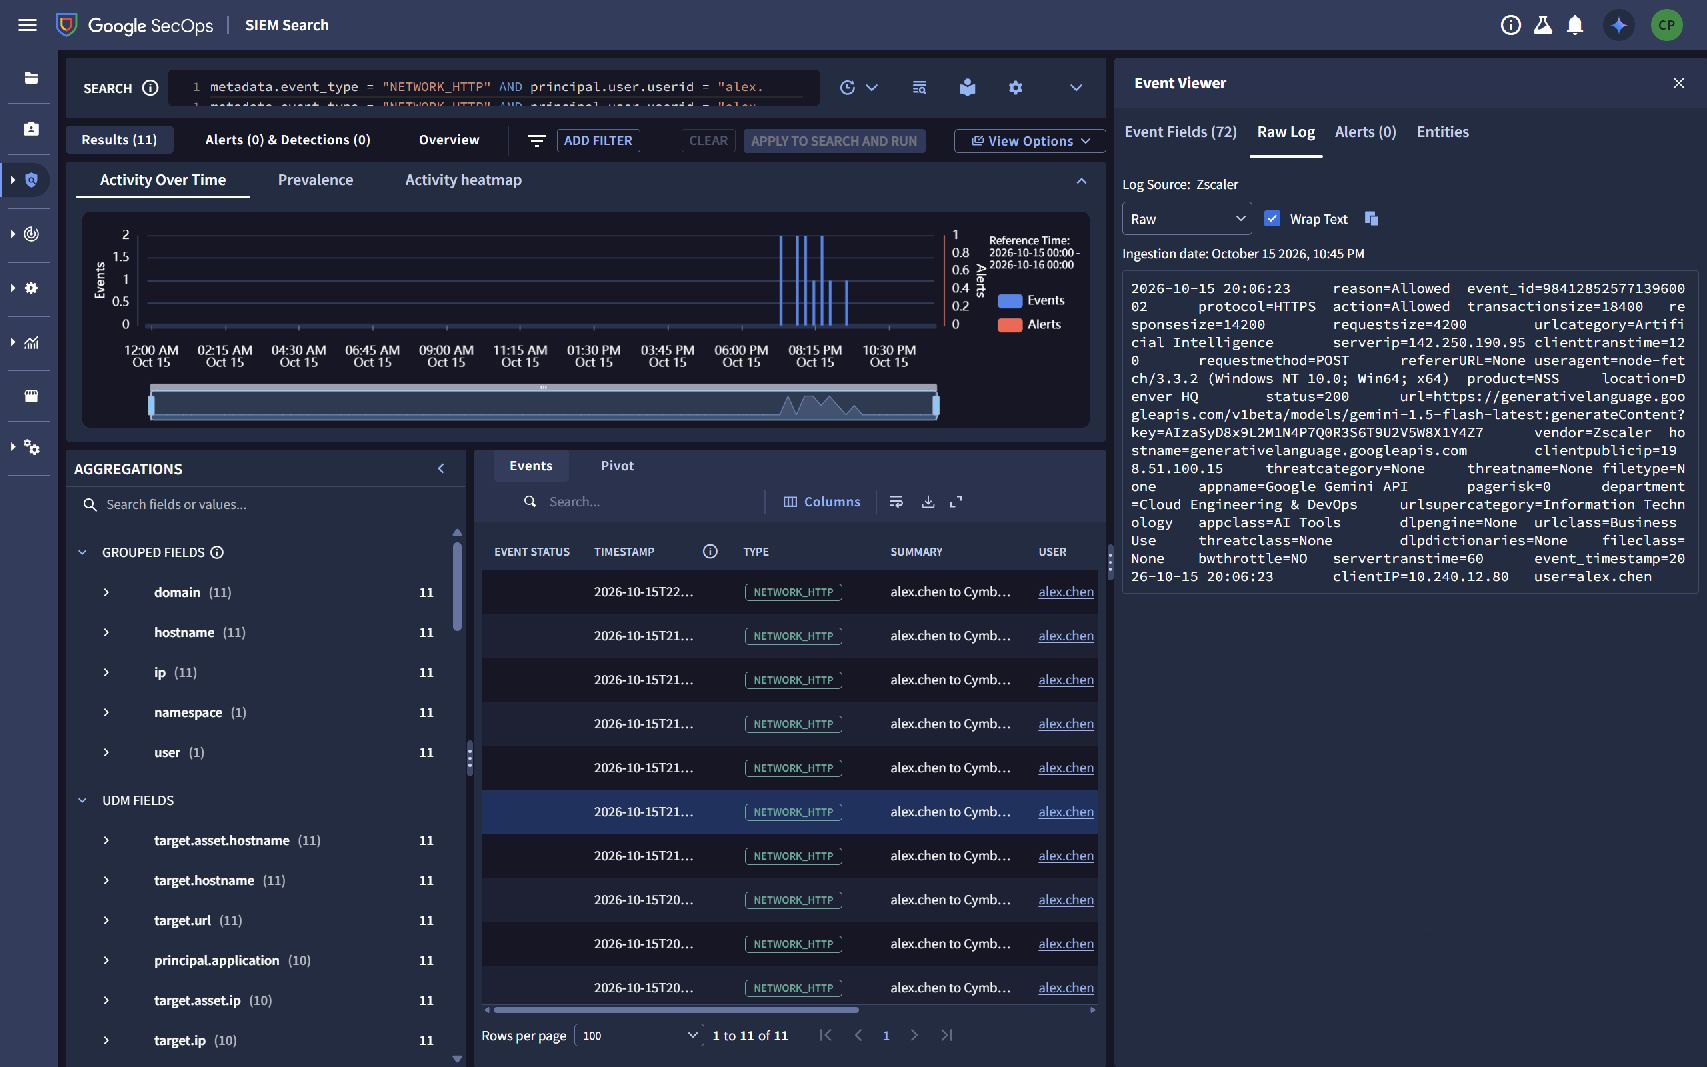 Google SecOps
SIEM Search
CP
SEARCH
1 metadata.event_type = "NETWORK_HTTP" AND principal.user.userid = "alex.
Results (11)
Alerts (0) & Detections (0)
Overview
ADD FILTER
CLEAR
APPLY TO SEARCH AND RUN
View Options
Activity Over Time
Prevalence
Activity heatmap
Events
2
1.5
1
0.5
0
1
0.8
0.6
0.4
0.2
0
Alerts
Reference Time:
2026-10-15 00:00 -
2026-10-16 00:00
Events
Alerts
12:00 AM
Oct 15
02:15 AM
Oct 15
04:30 AM
Oct 15
06:45 AM
Oct 15
09:00 AM
Oct 15
11:15 AM
Oct 15
01:30 PM
Oct 15
03:45 PM
Oct 15
06:00 PM
Oct 15
08:15 PM
Oct 15
10:30 PM
Oct 15
AGGREGATIONS
Search fields or values...
GROUPED FIELDS
domain (11) 11
hostname (11) 11
ip (11) 11
namespace (1) 11
user (1) 11
UDM FIELDS
target.asset.hostname (11) 11
target.hostname (11) 11
target.url (11) 11
principal.application (10) 11
target.asset.ip (10) 11
target.ip (10) 11
Events
Pivot
Search...
Columns
EVENT STATUS TIMESTAMP TYPE SUMMARY USER
2026-10-15T22... NETWORK_HTTP alex.chen to Cymb... alex.chen
2026-10-15T21... NETWORK_HTTP alex.chen to Cymb... alex.chen
2026-10-15T21... NETWORK_HTTP alex.chen to Cymb... alex.chen
2026-10-15T21... NETWORK_HTTP alex.chen to Cymb... alex.chen
2026-10-15T21... NETWORK_HTTP alex.chen to Cymb... alex.chen
2026-10-15T21... NETWORK_HTTP alex.chen to Cymb... alex.chen
2026-10-15T21... NETWORK_HTTP alex.chen to Cymb... alex.chen
2026-10-15T20... NETWORK_HTTP alex.chen to Cymb... alex.chen
2026-10-15T20... NETWORK_HTTP alex.chen to Cymb... alex.chen
2026-10-15T20... NETWORK_HTTP alex.chen to Cymb... alex.chen
Rows per page 100 1 to 11 of 11 1
Event Viewer
Event Fields (72)
Raw Log
Alerts (0)
Entities
Log Source: Zscaler
Raw
Wrap Text
Ingestion date: October 15 2026, 10:45 PM
2026-10-15 20:06:23 reason=Allowed event_id=98412852577139600
02 protocol=HTTPS action=Allowed transactionsize=18400 re
sponsesize=14200 requestsize=4200 urlcategory=Artifi
cial Intelligence serverip=142.250.190.95 clienttranstime=12
0 requestmethod=POST refererURL=None useragent=node-fet
ch/3.3.2 (Windows NT 10.0; Win64; x64) product=NSS location=D
enver HQ status=200 url=https://generativelanguage.goo
gleapis.com/v1beta/models/gemini-1.5-flash-latest:generateContent?
key=AIzaSyD8x9L2M1N4P7Q0R3S6T9U2V5W8X1Y4Z7 vendor=Zscaler ho
stname=generativelanguage.googleapis.com clientpublicip=19
8.51.100.15 threatcategory=None threatname=None filetype=N
one appname=Google Gemini API pagerisk=0 department
=Cloud Engineering & DevOps urlsupercategory=Information Techn
ology appclass=AI Tools dlpengine=None urlclass=Business
Use threatclass=None dlpdictionaries=None fileclass=
None bwthrottle=NO servertranstime=60 event_timestamp=20
26-10-15 20:06:23 clientIP=10.240.12.80 user=alex.chen